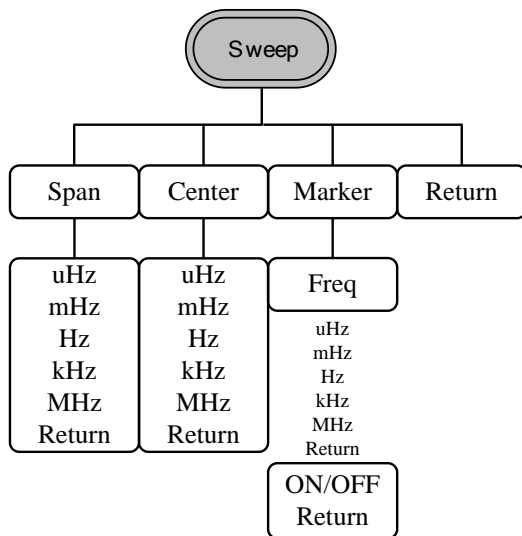 Sweep
Span Center Marker Return
uHz
mHz
Hz
kHz
MHz
Return
uHz
mHz
Hz
kHz
MHz
Return
Freq
uHz
mHz
Hz
kHz
MHz
Return
ON/OFF
Return